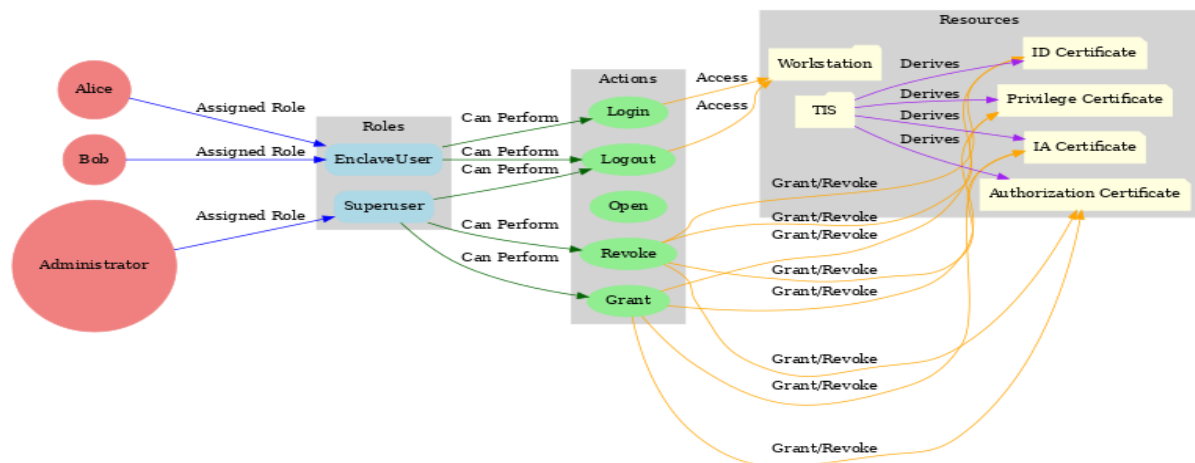 Resources
ID Certificate
Derives
Workstation
Actions
Access
Alice
Derives
Privilege Certificate
Login
TIS
Assigned Role
Access
Derives
Can Perform
Roles
IA Certificate
Derives
Bob
Assigned Role
EnclaveUser
Can Perform
Logout
Can Perform
Grant/Revoke
Authorization Certificate
Superuser
Open
Assigned Role
Grant/Revoke
Can Perform
Grant/Revoke
Revoke
Administrator
Can Perform
Grant/Revoke
Grant/Revoke
Grant
Grant/Revoke
Grant/Revoke
Grant/Revoke